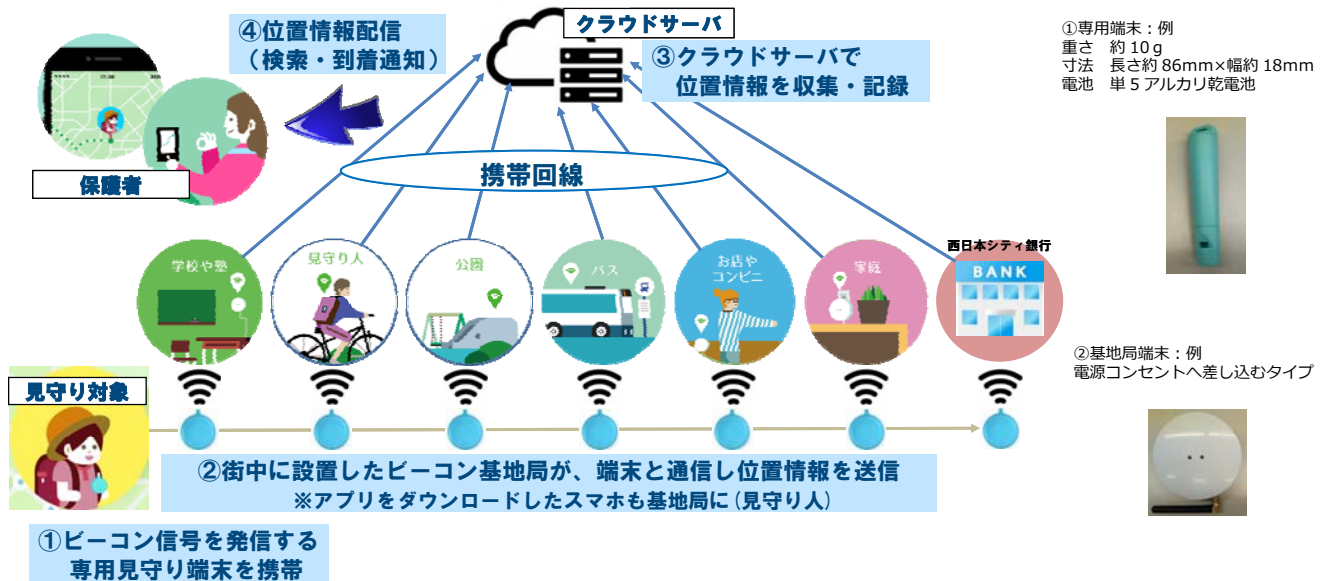 ④位置情報配信
（検索・到着通知）
クラウドサーバ
③クラウドサーバで
位置情報を収集・記録
保護者
携帯回線
学校や塾
見守り人
公園
バス
お店や
コンビニ
家庭
西日本シティ銀行
BANK
見守り対象
②街中に設置したビーコン基地局が、端末と通信し位置情報を送信
※アプリをダウンロードしたスマホも基地局に(見守り人)
①ビーコン信号を発信する
専用見守り端末を携帯
①専用端末：例
重さ　約10g
寸法　長さ約86mm×幅約18mm
電池　単5アルカリ乾電池
②基地局端末：例
電源コンセントへ差し込むタイプ